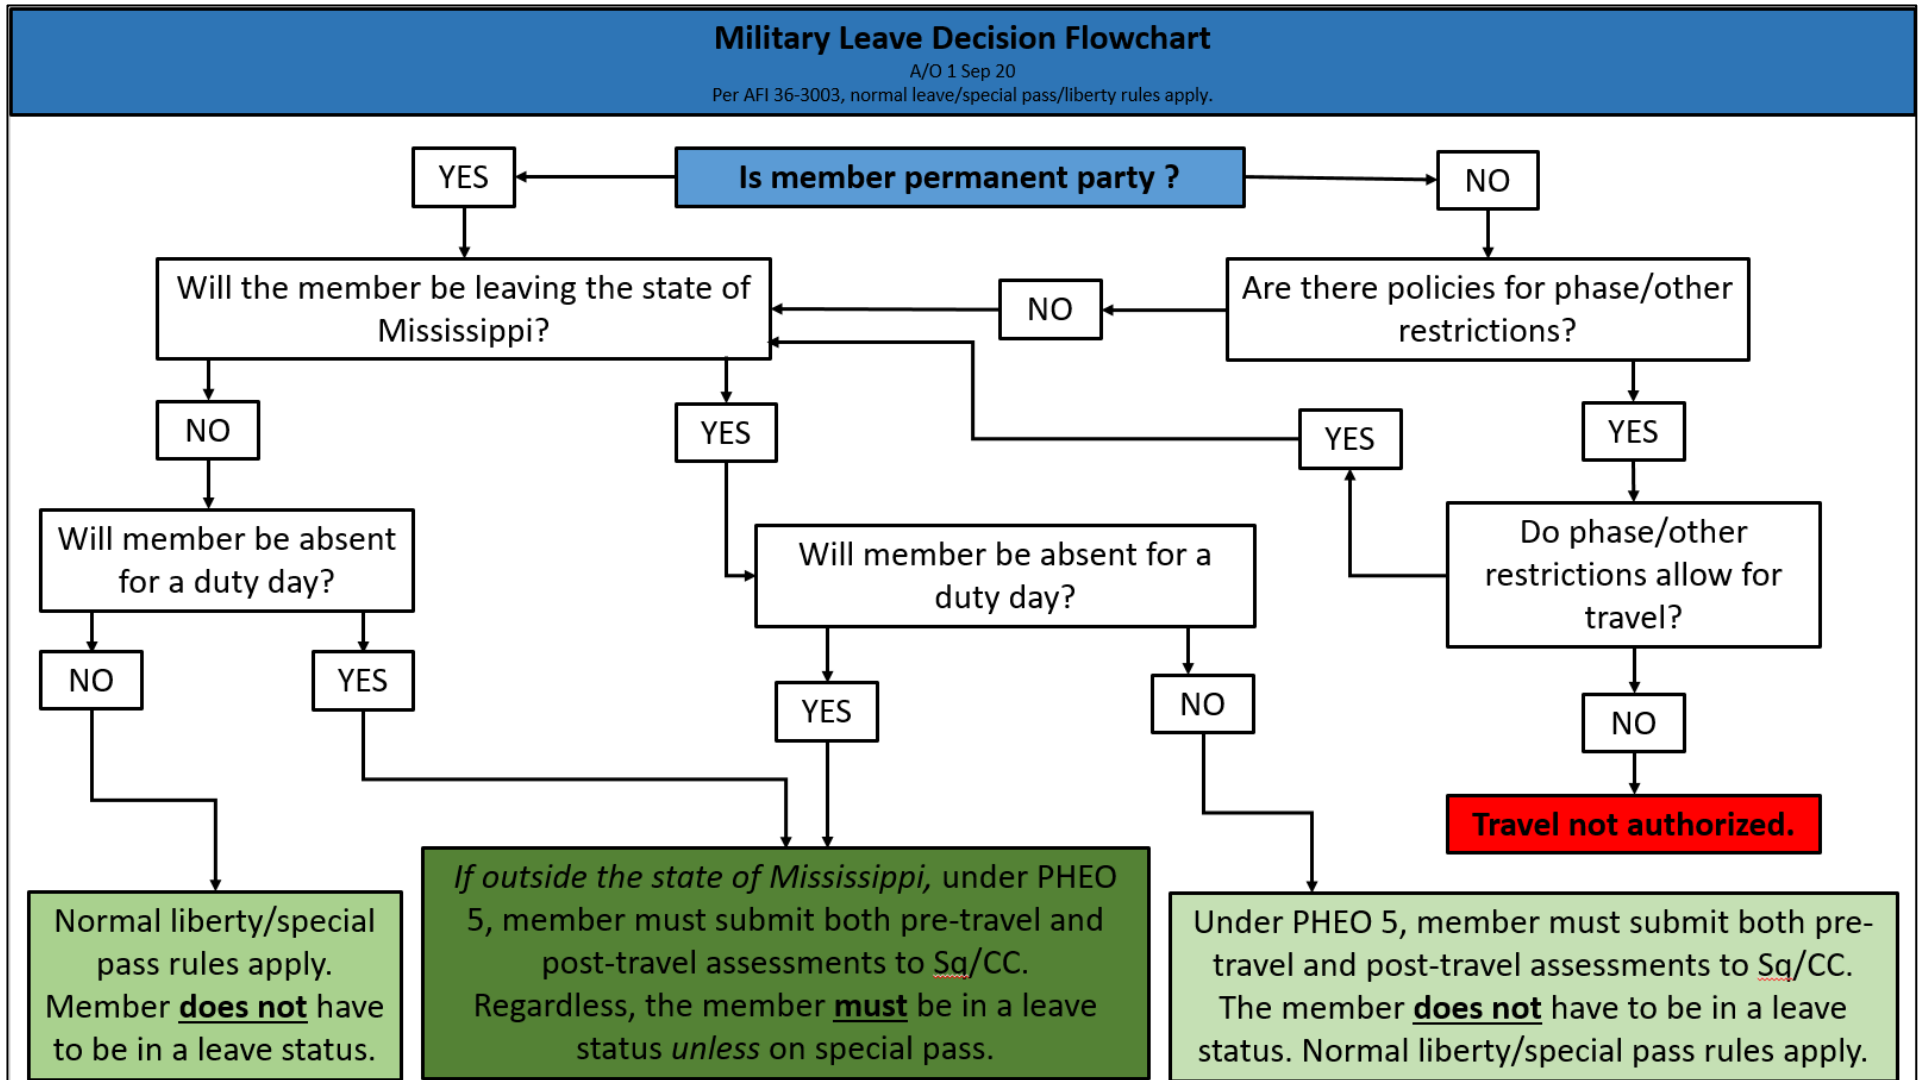 Military Leave Decision Flowchart
A/O 1 Sep 20
Per AFI 36-3003, normal leave/special pass/liberty rules apply.
YES
Is member permanent party ?
NO
Will the member be leaving the state of
Mississippi?
NO
Are there policies for phase/other
restrictions?
NO
YES
YES
YES
Will member be absent
for a duty day?
Will member be absent for a
duty day?
Do phase/other
restrictions allow for
travel?
NO
YES
YES
NO
NO
Travel not authorized.
Normal liberty/special
pass rules apply.
Member does not have
to be in a leave status.
If outside the state of Mississippi, under PHEO
5, member must submit both pre-travel and
post-travel assessments to Sq/CC.
Regardless, the member must be in a leave
status unless on special pass.
Under PHEO 5, member must submit both pre-
travel and post-travel assessments to Sq/CC.
The member does not have to be in a leave
status. Normal liberty/special pass rules apply.